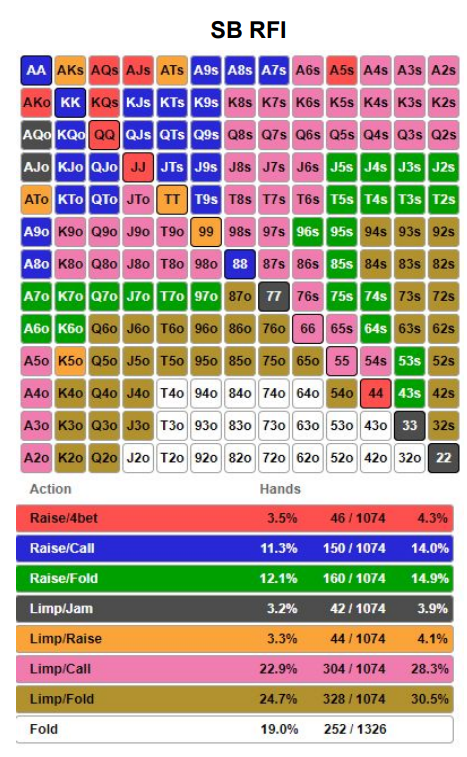 SB RFI
AA AKs AQs AJs ATs A9s A8s A7s A6s A5s A4s A3s A2s
AKo KK KQs KJs KTs K9s K8s K7s K6s K5s K4s K3s K2s
AQo KQo QQ QJs QTs Q9s Q8s Q7s Q6s Q5s Q4s Q3s Q2s
AJo KJo QJo JJ JTs J9s J8s J7s J6s J5s J4s J3s J2s
ATo KTo QTo JTo TT T9s T8s T7s T6s T5s T4s T3s T2s
A9o K9o Q9o J9o T9o 99 98s 97s 96s 95s 94s 93s 92s
A8o K8o Q8o J8o T8o 98o 88 87s 86s 85s 84s 83s 82s
A7o K7o Q7o J7o T7o 97o 87o 77 76s 75s 74s 73s 72s
A6o K6o Q6o J6o T6o 96o 86o 76o 66 65s 64s 63s 62s
A5o K5o Q5o J5o T5o 95o 85o 75o 65o 55 54s 53s 52s
A4o K4o Q4o J4o T4o 94o 84o 74o 64o 54o 44 43s 42s
A3o K3o Q3o J3o T3o 93o 83o 73o 63o 53o 43o 33 32s
A2o K2o Q2o J2o T2o 92o 82o 72o 62o 52o 42o 32o 22
Action Hands
Raise/4bet 3.5% 46 / 1074 4.3%
Raise/Call 11.3% 150 / 1074 14.0%
Raise/Fold 12.1% 160 / 1074 14.9%
Limp/Jam 3.2% 42 / 1074 3.9%
Limp/Raise 3.3% 44 / 1074 4.1%
Limp/Call 22.9% 304 / 1074 28.3%
Limp/Fold 24.7% 328 / 1074 30.5%
Fold 19.0% 252 / 1326